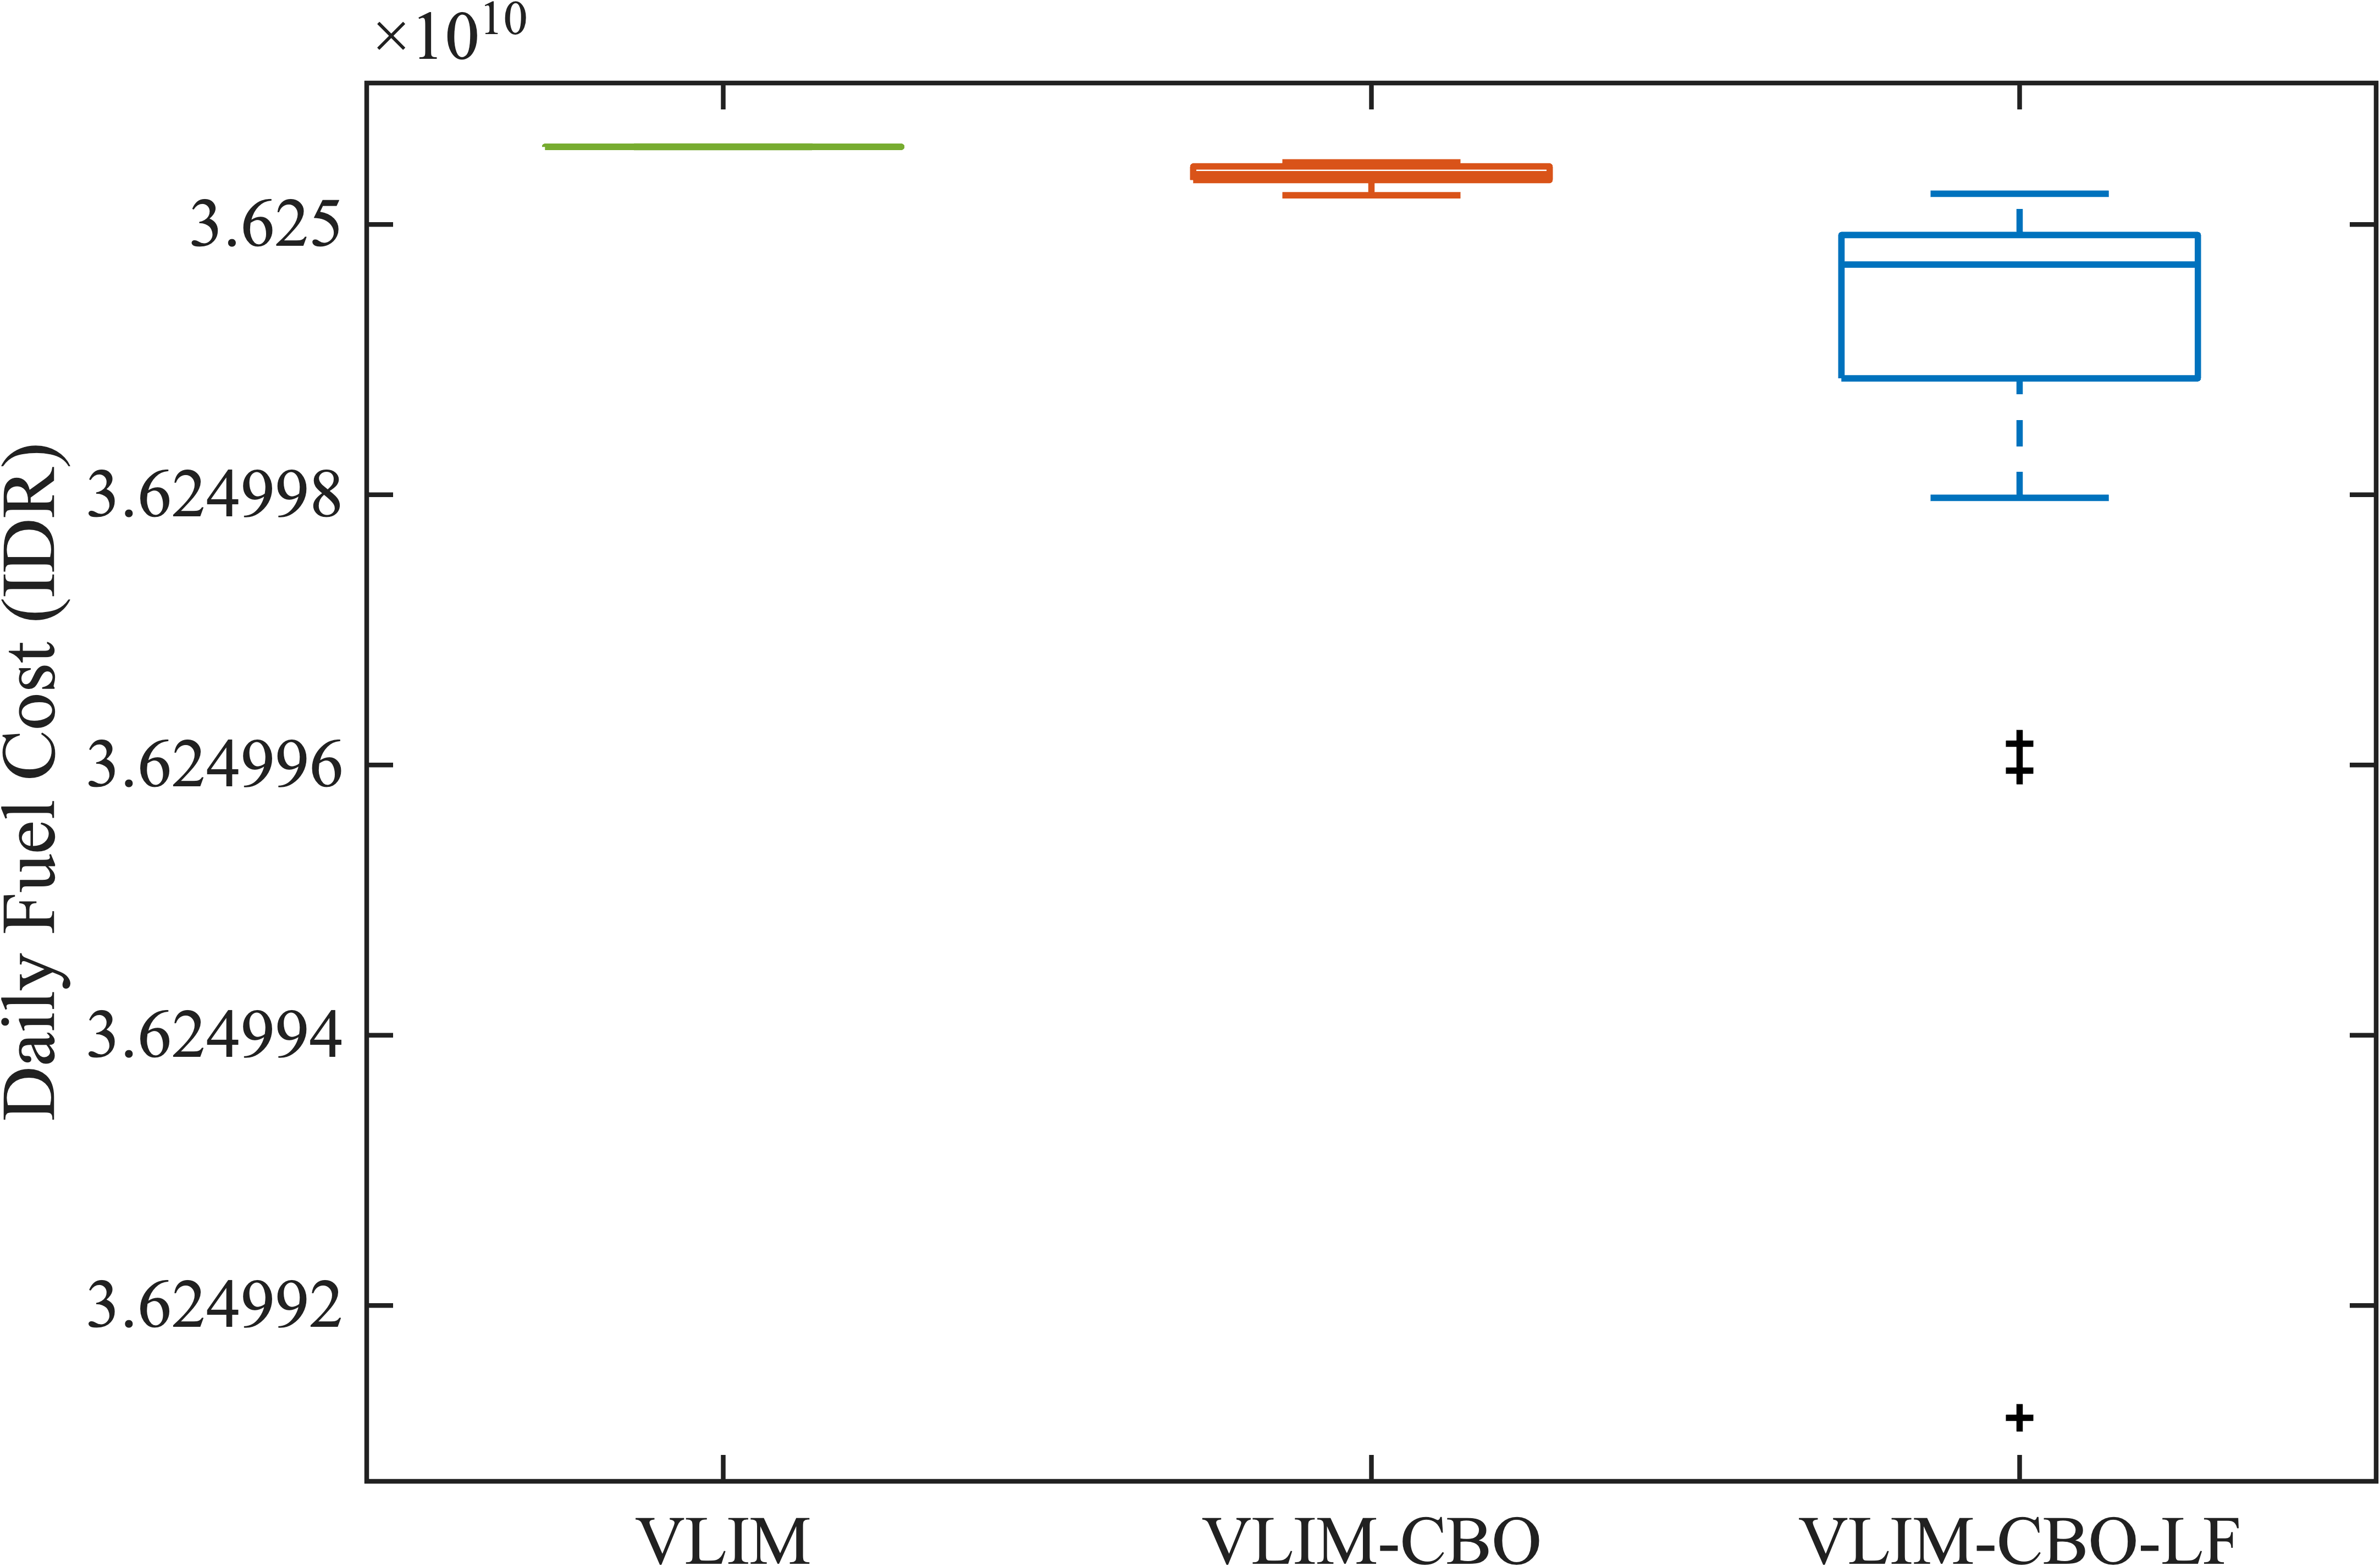 ×10^10
3.625
3.624998
3.624996
3.624994
3.624992
Daily Fuel Cost (IDR)
VLIM
VLIM-CBO
VLIM-CBO-LF